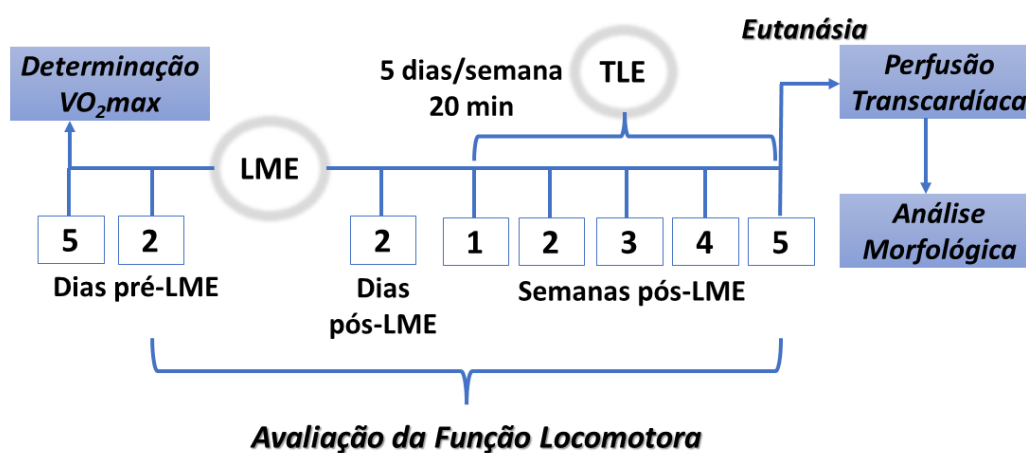 Eutanásia
Determinação
VO2max
5 dias/semana
20 min
TLE
Perfusão
Transcardíaca
LME
5
2
2
1
2
3
4
5
Análise
Morfológica
Dias pré-LME
Dias
pós-LME
Semanas pós-LME
Avaliação da Função Locomotora